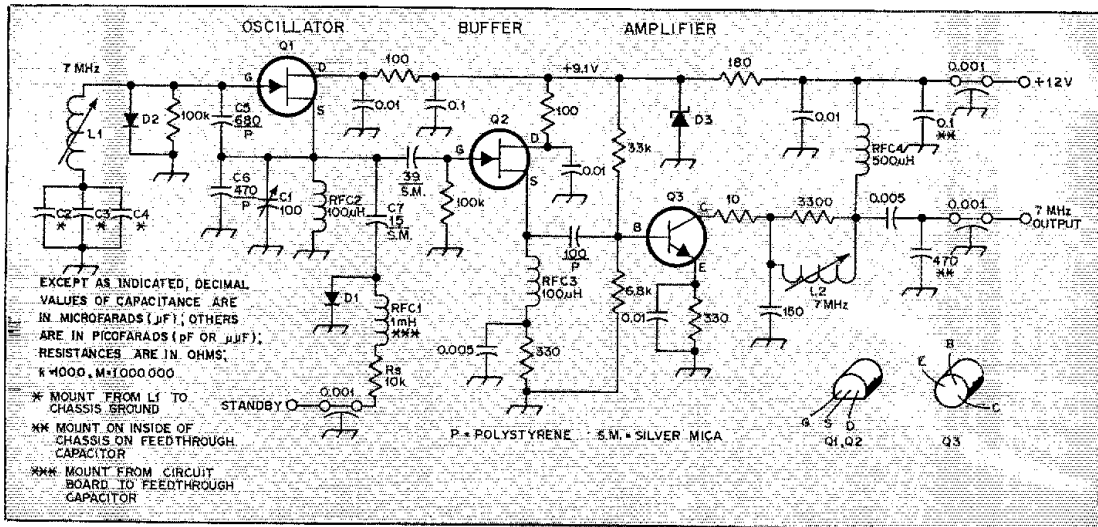 OSCILLATOR
BUFFER
AMPLIFIER
Q1
7 MHz
G
D
S
100
+9.1V
180
0.001
+12V
L1
D2
100k
C5
680
P
0.01
0.1
Q2
100
G
D
S
0.01
33k
D3
0.01
0.1
**
RFC4
500µH
C2
*
C3
*
C4
*
C6
470
P
C1
100
RFC2
100µH
39
S.M.
C7
15
S.M.
100k
Q3
B
C
E
10
3300
0.005
0.001
7 MHz
OUTPUT
100
P
470
**
L2
7 MHz
150
RFC3
100µH
6.8k
0.01
330
0.005
330
D1
RFC1
1mH
***
Rs
10k
0.001
STANDBY
EXCEPT AS INDICATED, DECIMAL
VALUES OF CAPACITANCE ARE
IN MICROFARADS (µF); OTHERS
ARE IN PICOFARADS (pF OR µµF);
RESISTANCES ARE IN OHMS;
k=1000, M=1000000
* MOUNT FROM L1 TO
CHASSIS GROUND
** MOUNT ON INSIDE OF
CHASSIS ON FEEDTHROUGH
CAPACITOR
*** MOUNT FROM CIRCUIT
BOARD TO FEEDTHROUGH
CAPACITOR
P = POLYSTYRENE S.M. = SILVER MICA
G
S
D
Q1, Q2
E
B
C
Q3